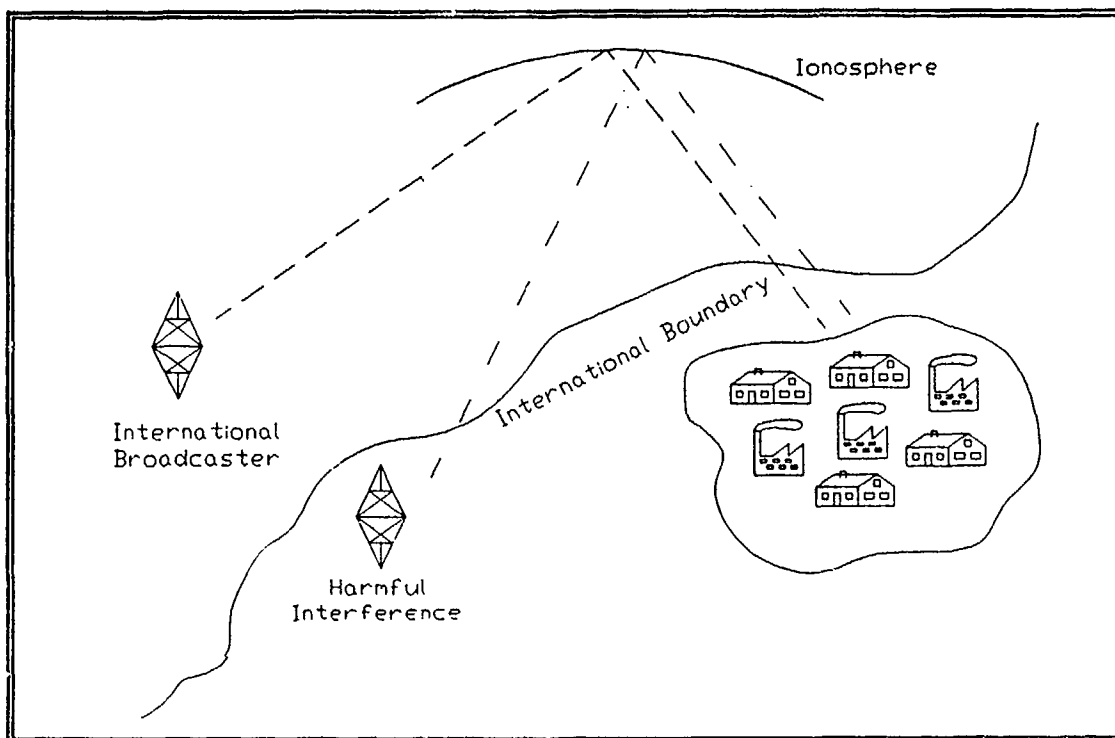 Ionosphere
International Boundary
International
Broadcaster
Harmful
Interference